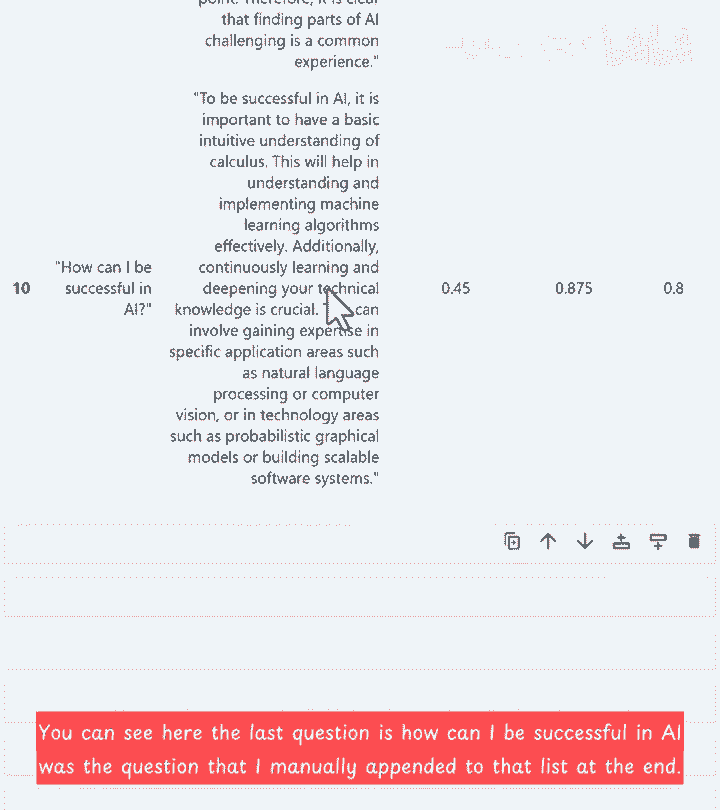 point. Therefore, it is clear
that finding parts of AI
challenging is a common
experience."
"To be successful in AI, it is
important to have a basic
intuitive understanding of
calculus. This will help in
understanding and
implementing machine
learning algorithms
effectively. Additionally,
"How can I be
successful in
AI?"
continuously learning and
deepening your technical
knowledge is crucial. can
involve gaining expertise in
specific application areas such
as natural language
processing or computer
vision, or in technology areas
such as probabilistic graphical
models or building scalable
software systems."
10
0.45
0.875
0.8
You can see here the last question is how can I be successful in AI
was the question that I manually appended to that list at the end.